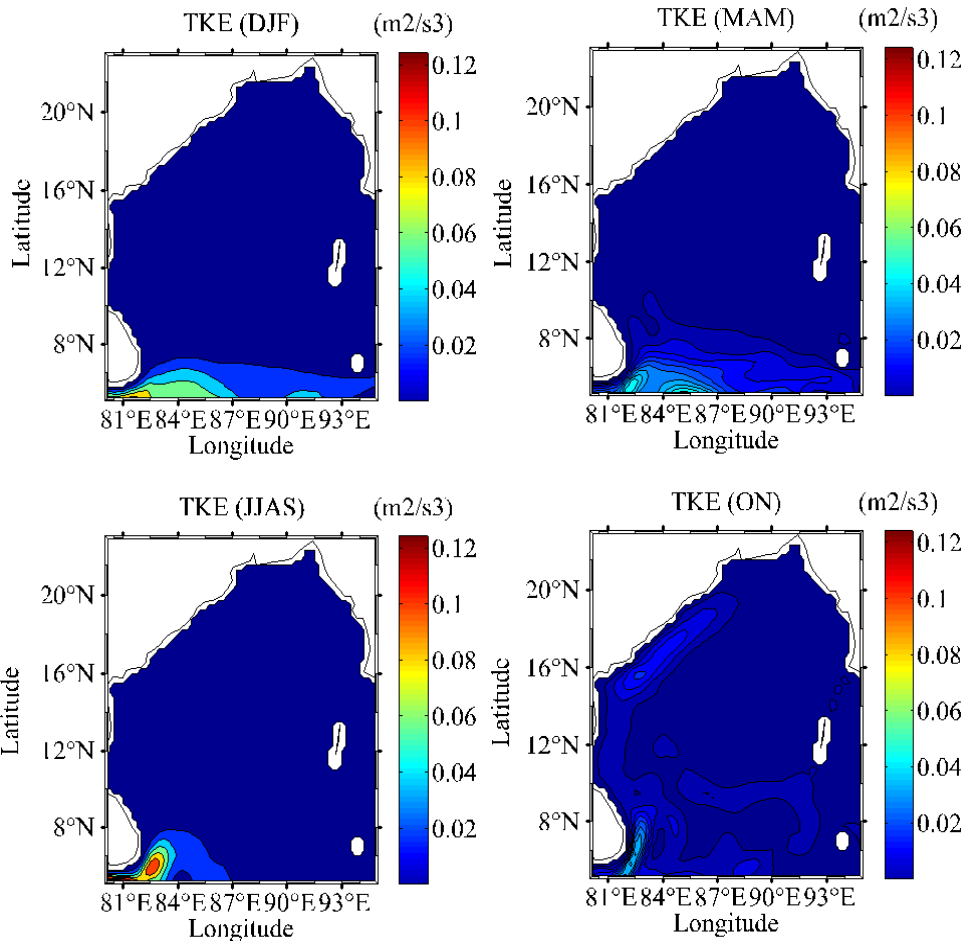 TKE (DJF) (m2/s3)
0.12
0.1
0.08
0.06
0.04
0.02
20°N
16°N
12°N
8°N
Latitude
81°E84°E87°E90°E93°E
Longitude
TKE (MAM) (m2/s3)
0.12
0.1
0.08
0.06
0.04
0.02
20°N
16°N
12°N
8°N
Latitude
81°E84°E87°E90°E93°E
Longitude
TKE (JJAS) (m2/s3)
0.12
0.1
0.08
0.06
0.04
0.02
20°N
16°N
12°N
8°N
Latitude
81°E84°E87°E90°E93°E
Longitude
TKE (ON) (m2/s3)
0.12
0.1
0.08
0.06
0.04
0.02
20°N
16°N
12°N
8°N
Latitude
81°E84°E87°E90°E93°E
Longitude